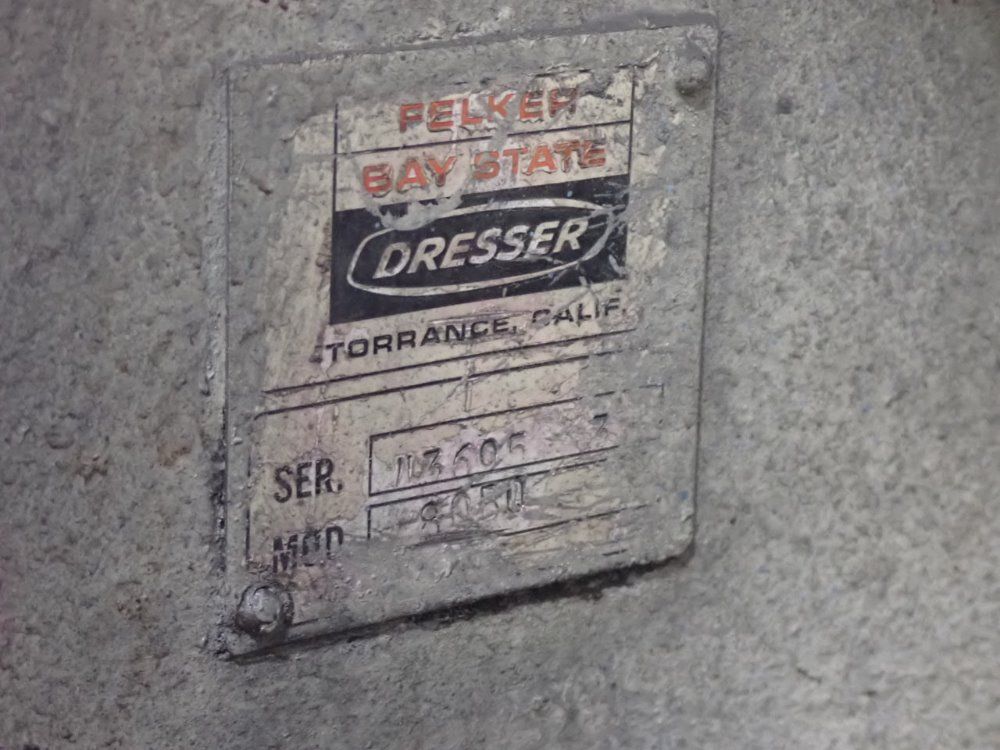 FELKER
BAY STATE
DRESSER
TORRANCE, CALIF.
SER.
MOD